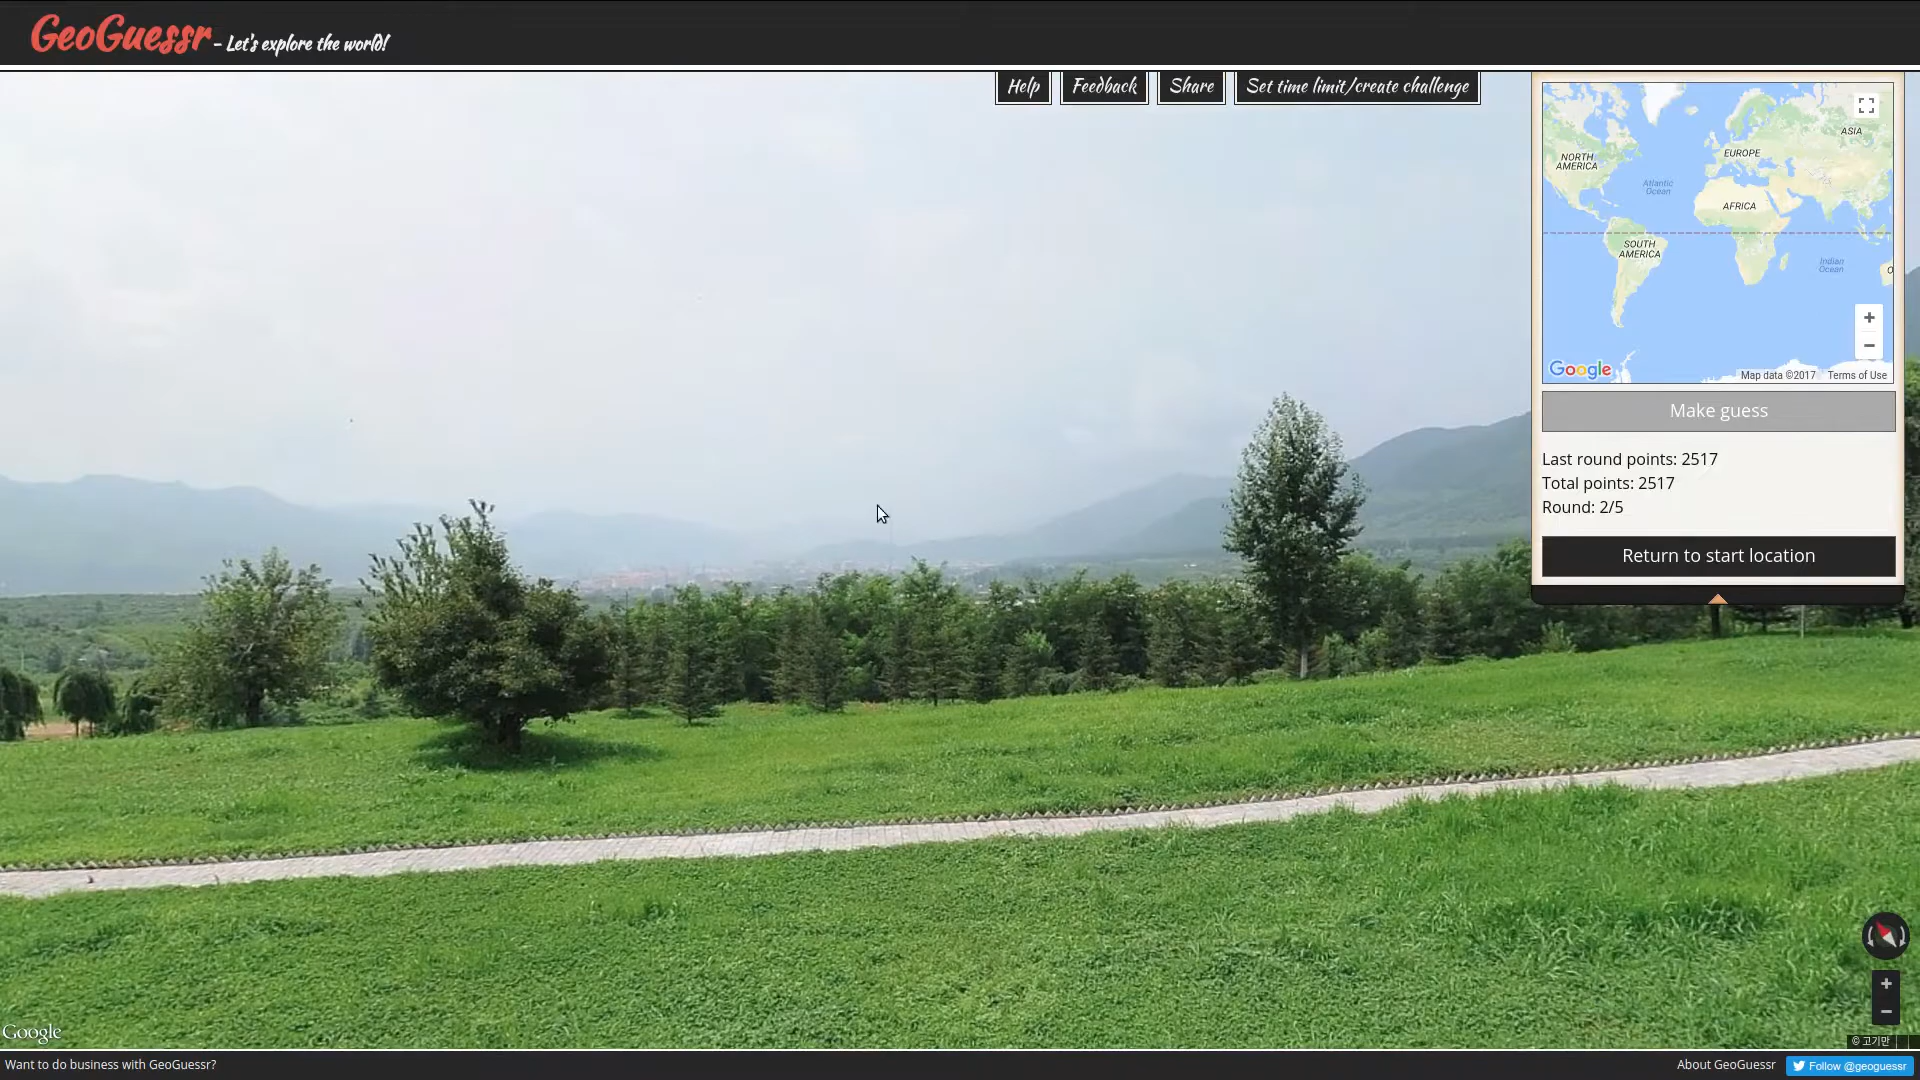 GeoGuessr - Let's explore the world!
Help
Feedback
Share
Set time limit/create challenge
NORTH AMERICA
Atlantic Ocean
EUROPE
ASIA
AFRICA
SOUTH AMERICA
Indian Ocean
O
Google
Map data ©2017
Terms of Use
Make guess
Last round points: 2517
Total points: 2517
Round: 2/5
Return to start location
Google
© 고기만
Want to do business with GeoGuessr?
About GeoGuessr
Follow @geoguessr